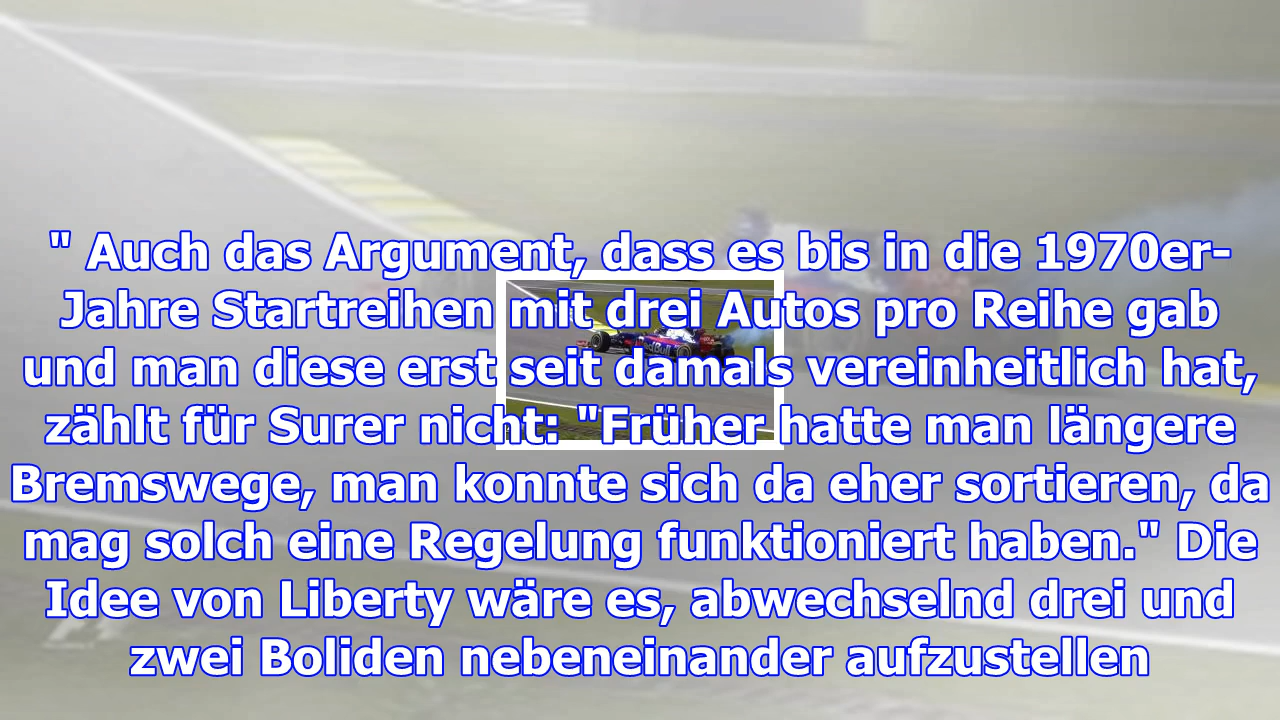 " Auch das Argument, dass es bis in die 1970er-
Jahre Startreihen mit drei Autos pro Reihe gab
und man diese erst seit damals vereinheitlich hat,
zählt für Surer nicht: "Früher hatte man längere
Bremswege, man konnte sich da eher sortieren, da
mag solch eine Regelung funktioniert haben." Die
Idee von Liberty wäre es, abwechselnd drei und
zwei Boliden nebeneinander aufzustellen
Red Bull